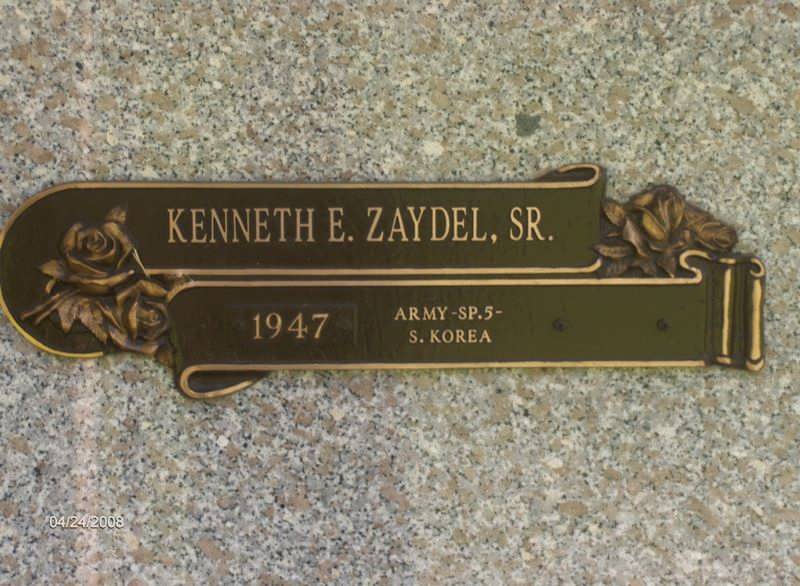 KENNETH E. ZAYDEL, SR.
1947
ARMY-SP.5-
S. KOREA
04/24/2008